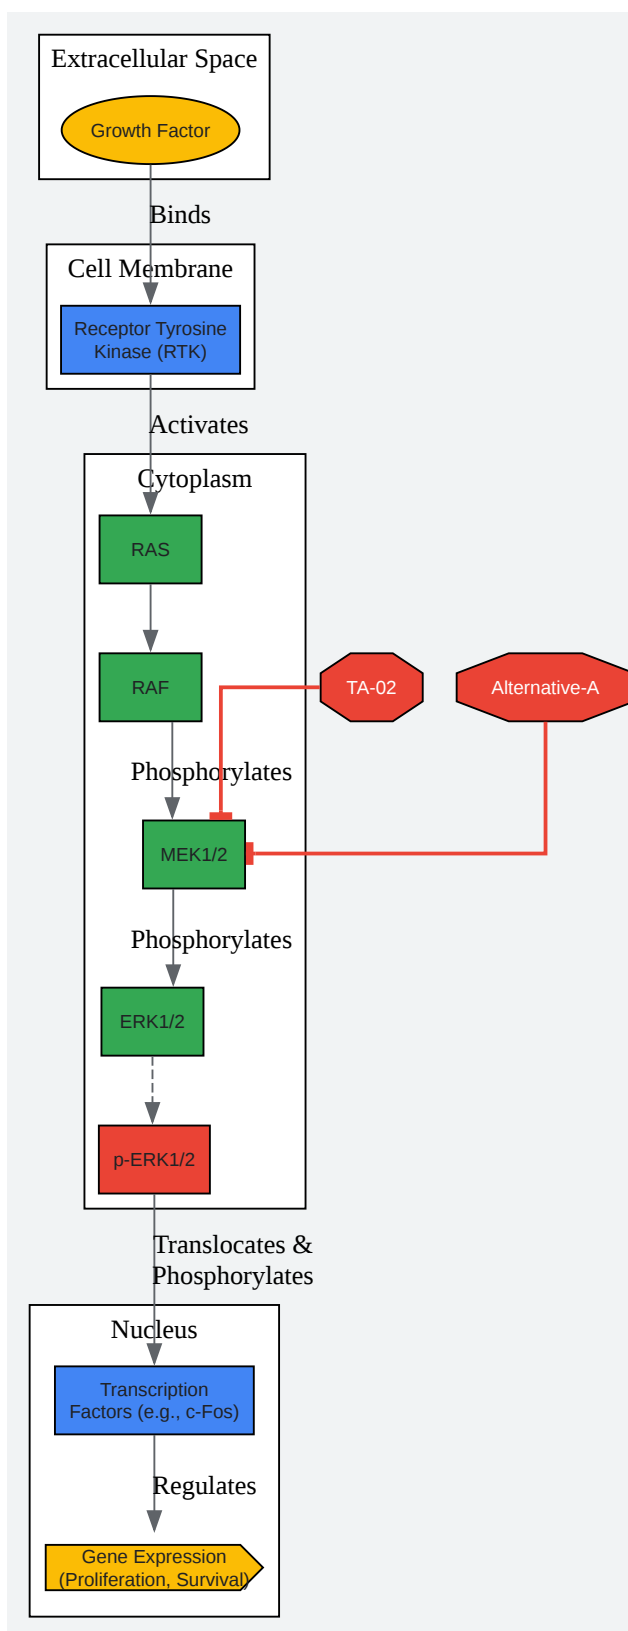 Extracellular Space
Growth Factor
Binds
Cell Membrane
Receptor Tyrosine
Kinase (RTK)
Activates
Cytoplasm
RAS
RAF
TA-02
Alternative-A
Phosphorylates
MEK1/2
Phosphorylates
ERK1/2
p-ERK1/2
Translocates &
Phosphorylates
Nucleus
Transcription
Factors (e.g., c-Fos)
Regulates
Gene Expression
(Proliferation, Survival)